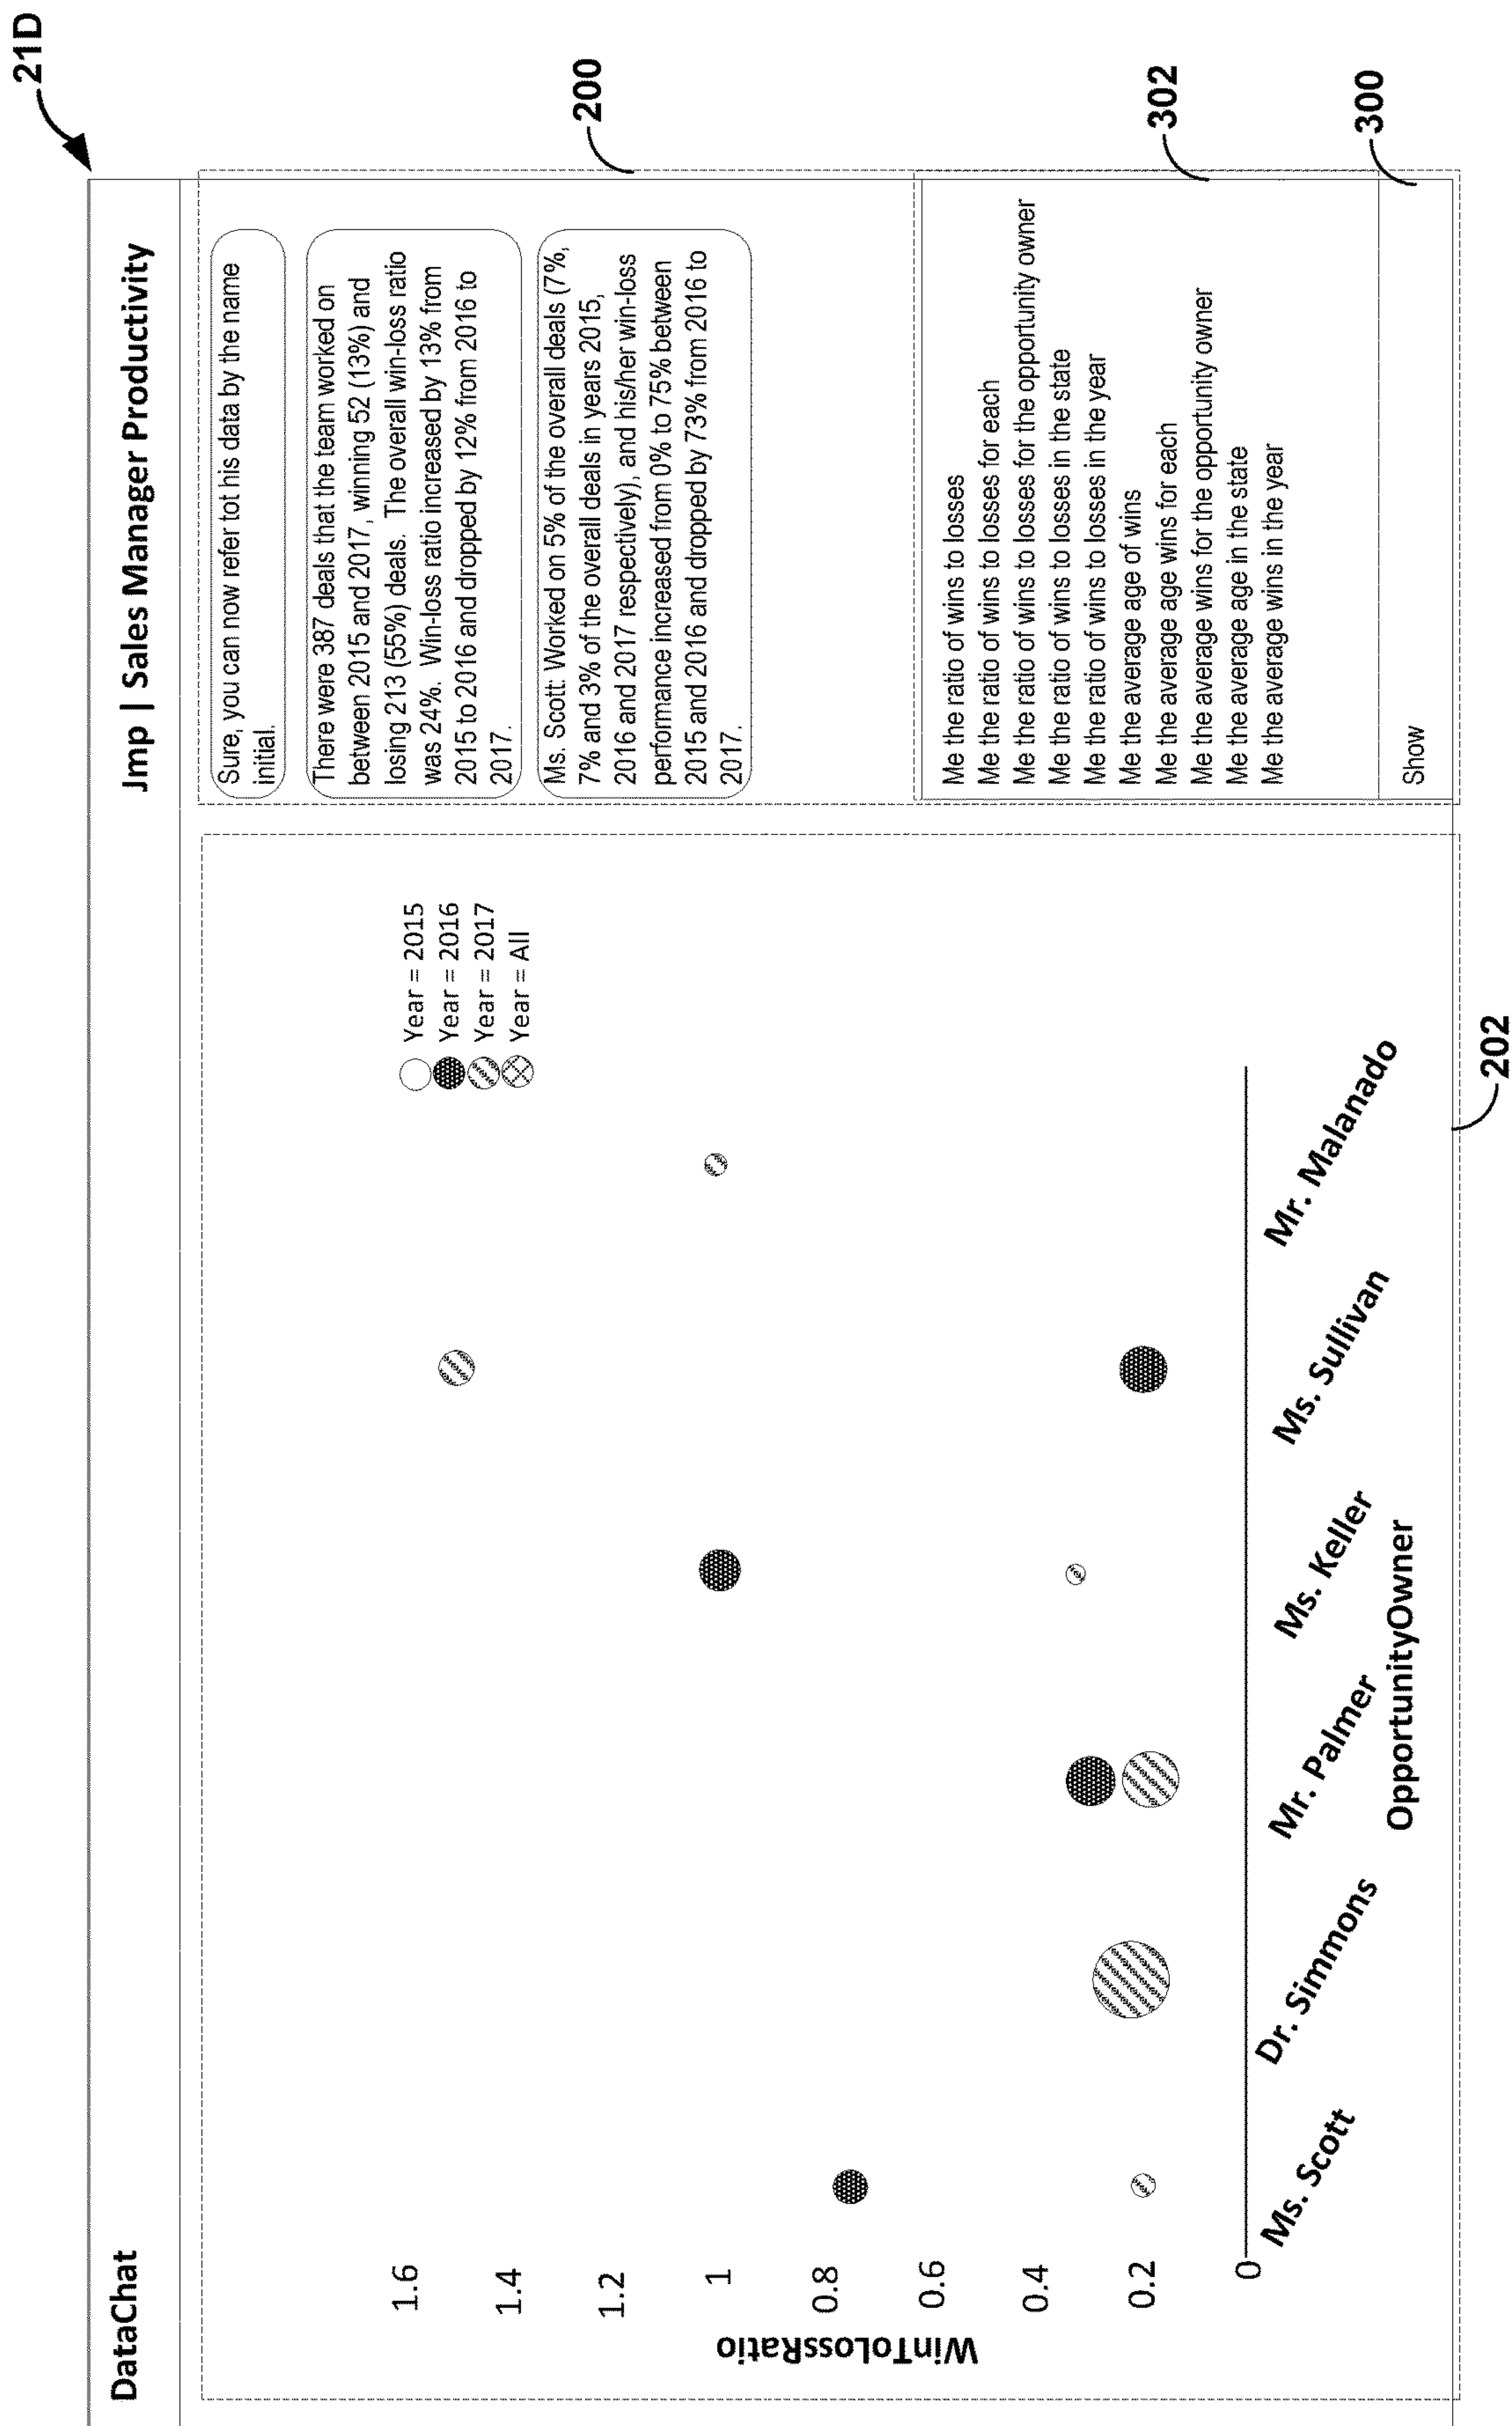 21D
DataChat
Jmp | Sales Manager Productivity
WinToLossRatio
1.6
1.4
1.2
1
0.8
0.6
0.4
0.2
0
Year = 2015
Year = 2016
Year = 2017
Year = All
Ms. Scott
Dr. Simmons
Mr. Palmer
Ms. Keller
Ms. Sullivan
Mr. Malanado
OpportunityOwner
202
Sure, you can now refer tot his data by the name
initial.
There were 387 deals that the team worked on
between 2015 and 2017, winning 52 (13%) and
losing 213 (55%) deals. The overall win-loss ratio
was 24%. Win-loss ratio increased by 13% from
2015 to 2016 and dropped by 12% from 2016 to
2017.
Ms. Scott: Worked on 5% of the overall deals (7%,
7% and 3% of the overall deals in years 2015,
2016 and 2017 respectively), and his/her win-loss
performance increased from 0% to 75% between
2015 and 2016 and dropped by 73% from 2016 to
2017.
200
Me the ratio of wins to losses
Me the ratio of wins to losses for each
Me the ratio of wins to losses for the opportunity owner
Me the ratio of wins to losses in the state
Me the ratio of wins to losses in the year
Me the average age of wins
Me the average age wins for each
Me the average wins for the opportunity owner
Me the average age in the state
Me the average wins in the year
302
Show
300